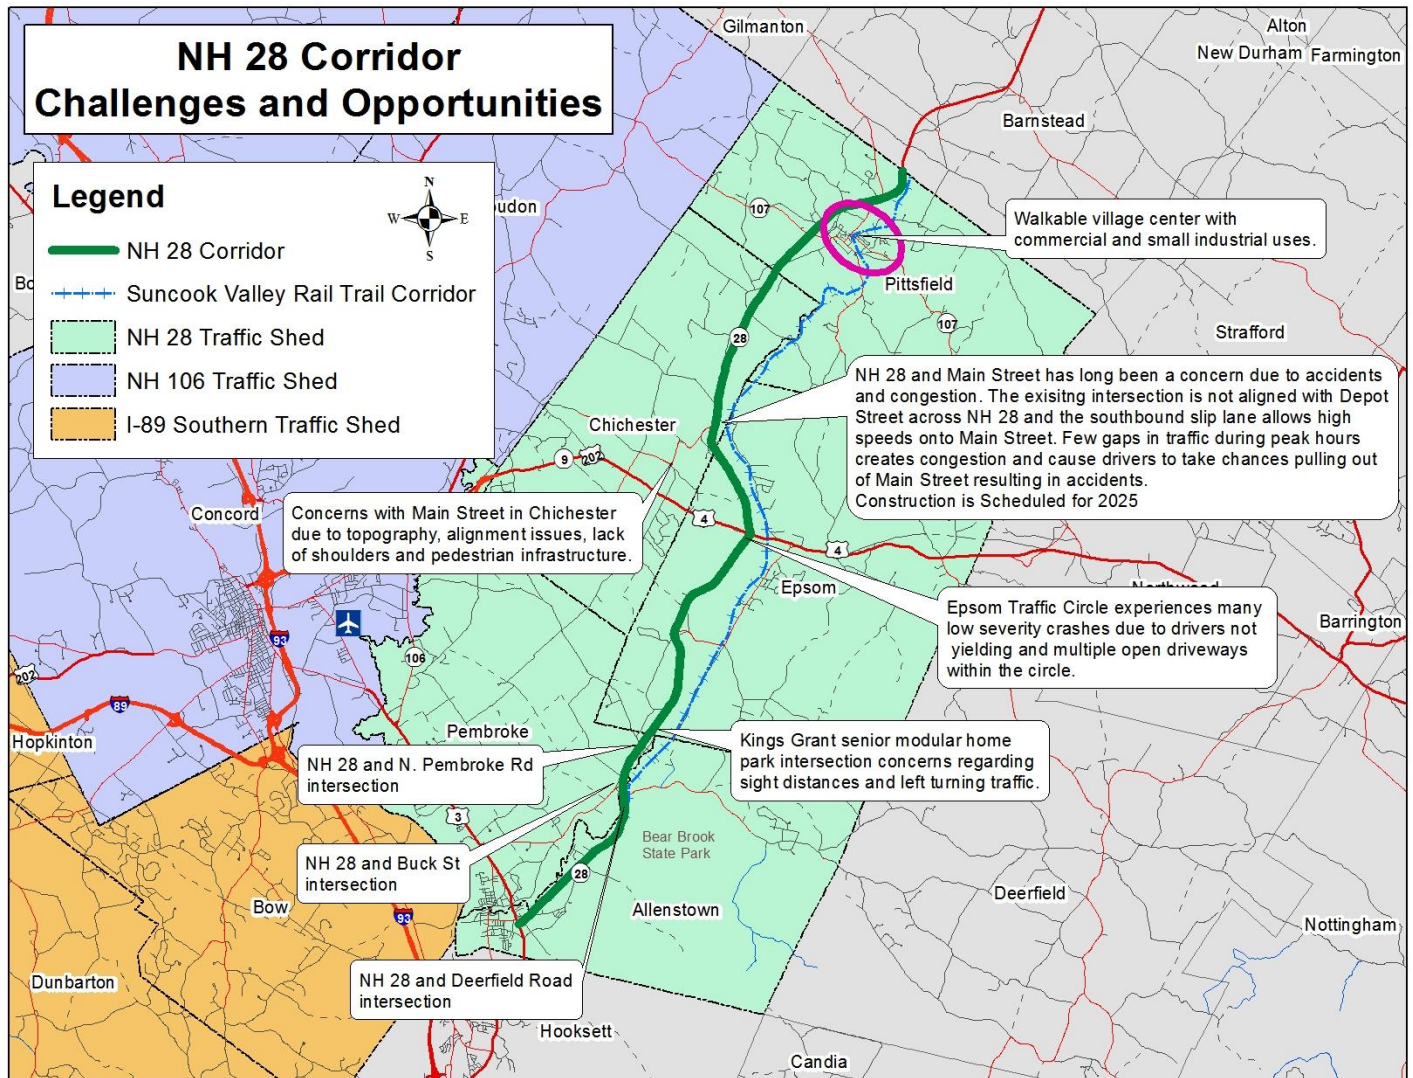 NH 28 Corridor
Challenges and Opportunities
Legend
N
W
E
S
NH 28 Corridor
Suncook Valley Rail Trail Corridor
NH 28 Traffic Shed
NH 106 Traffic Shed
I-89 Southern Traffic Shed
Gilmanton
Alton
New Durham
Farmington
Barnstead
oudon
107
Walkable village center with
commercial and small industrial uses.
Pittsfield
107
Strafford
28
NH 28 and Main Street has long been a concern due to accidents
and congestion. The exisitng intersection is not aligned with Depot
Street across NH 28 and the southbound slip lane allows high
speeds onto Main Street. Few gaps in traffic during peak hours
creates congestion and cause drivers to take chances pulling out
of Main Street resulting in accidents.
Construction is Scheduled for 2025
Chichester
9
202
4
4
Concord
Concerns with Main Street in Chichester
due to topography, alignment issues, lack
of shoulders and pedestrian infrastructure.
Epsom
Northwood
Barrington
Epsom Traffic Circle experiences many
low severity crashes due to drivers not
yielding and multiple open driveways
within the circle.
93
106
202
89
Hopkinton
Pembroke
NH 28 and N. Pembroke Rd
intersection
Kings Grant senior modular home
park intersection concerns regarding
sight distances and left turning traffic.
3
Bear Brook
State Park
NH 28 and Buck St
intersection
28
Bow
93
Allenstown
Deerfield
Nottingham
Dunbarton
NH 28 and Deerfield Road
intersection
Hooksett
Candia